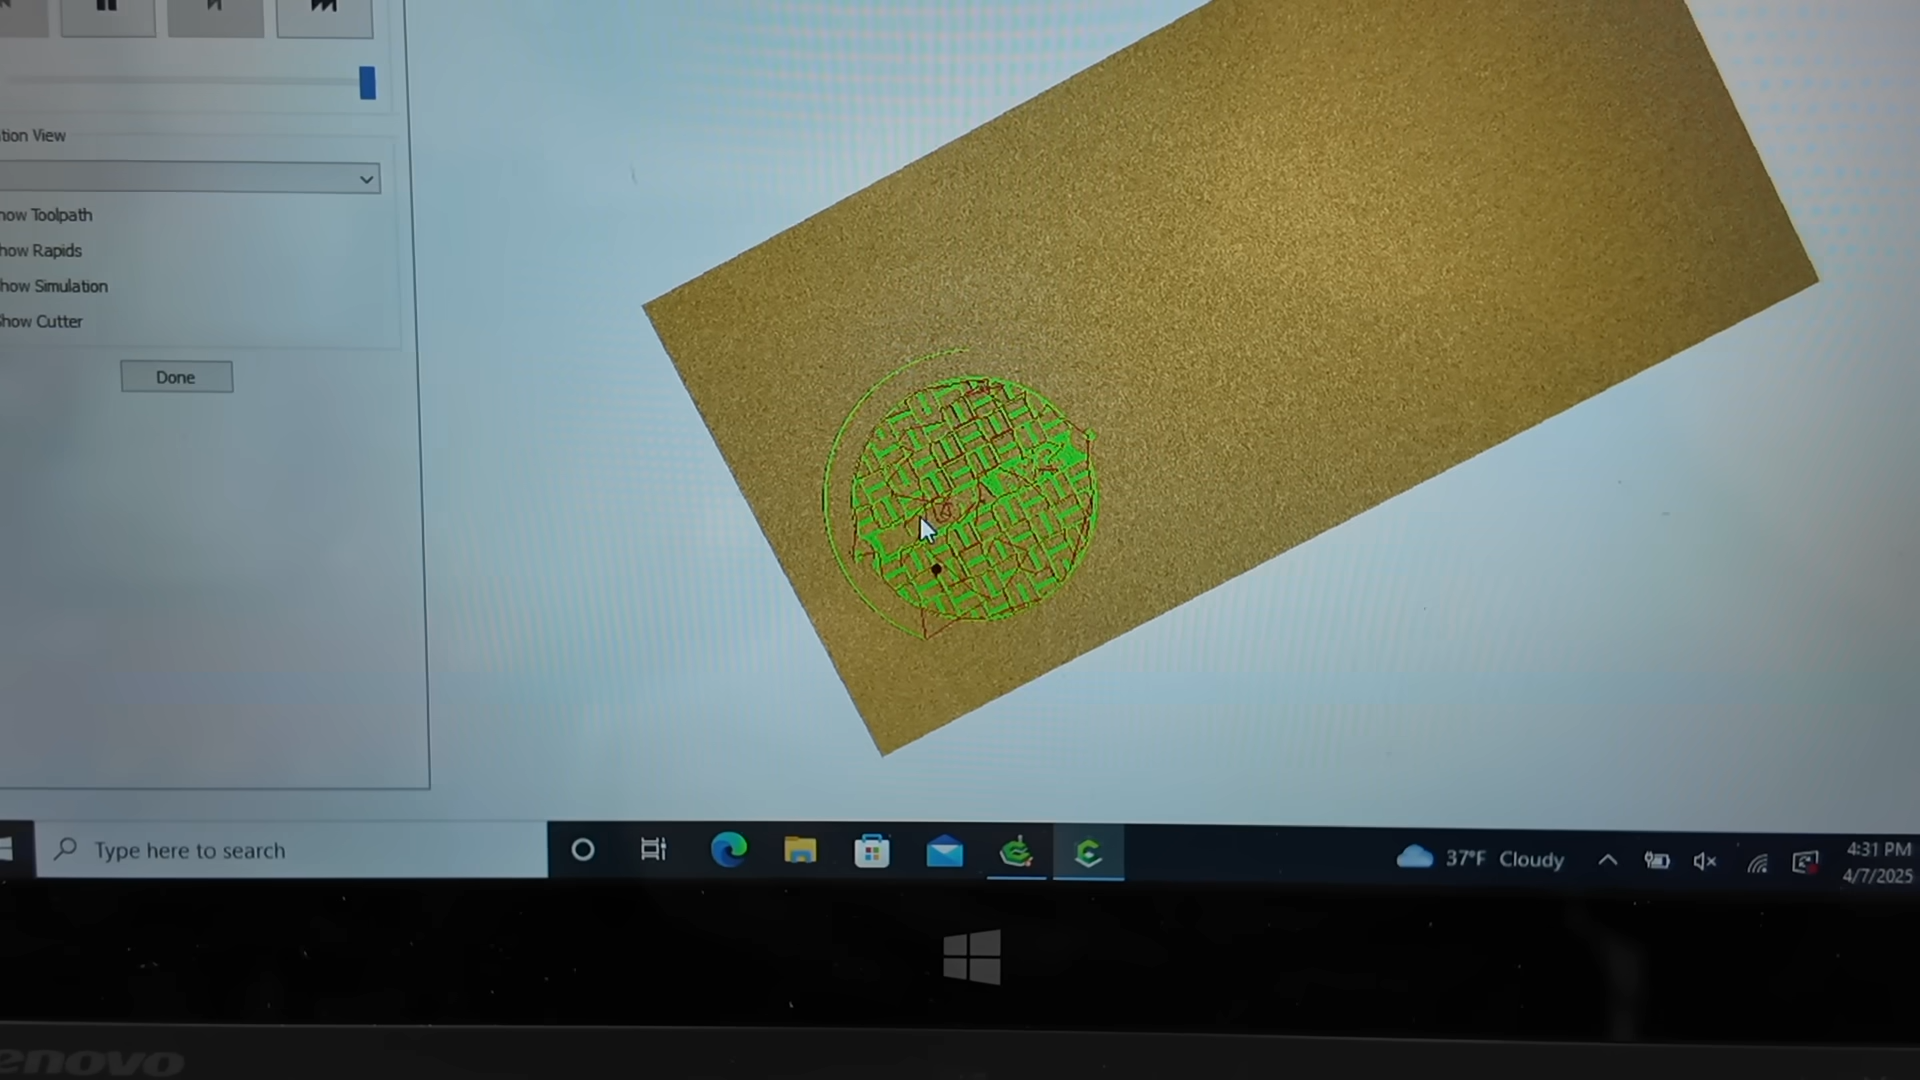 tion View
how Toolpath
how Rapids
how Simulation
Show Cutter
Done
Type here to search
37°F Cloudy
4:31 PM
4/7/2025
enovo